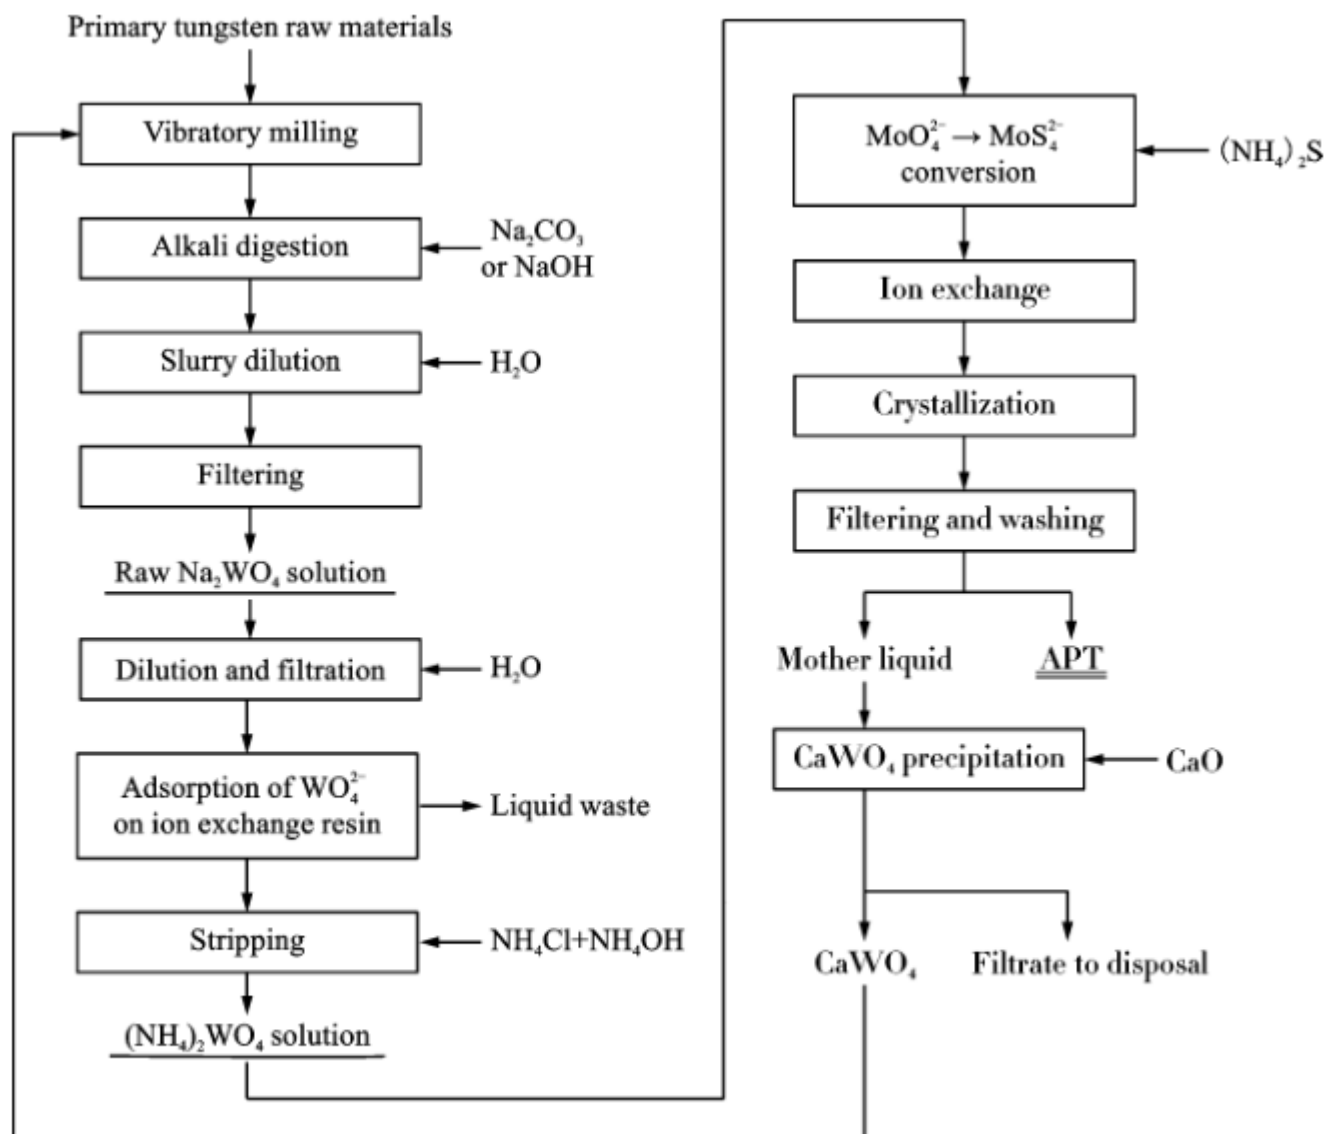 Primary tungsten raw materials
Vibratory milling
Alkali digestion
Na₂CO₃
or NaOH
Slurry dilution
H₂O
Filtering
Raw Na₂WO₄ solution
Dilution and filtration
H₂O
Adsorption of WO₄²⁻
on ion exchange resin
Liquid waste
Stripping
NH₄Cl+NH₄OH
(NH₄)₂WO₄ solution
MoO₄²⁻ → MoS₄²⁻
conversion
(NH₄)₂S
Ion exchange
Crystallization
Filtering and washing
Mother liquid
APT
CaWO₄ precipitation
CaO
CaWO₄
Filtrate to disposal